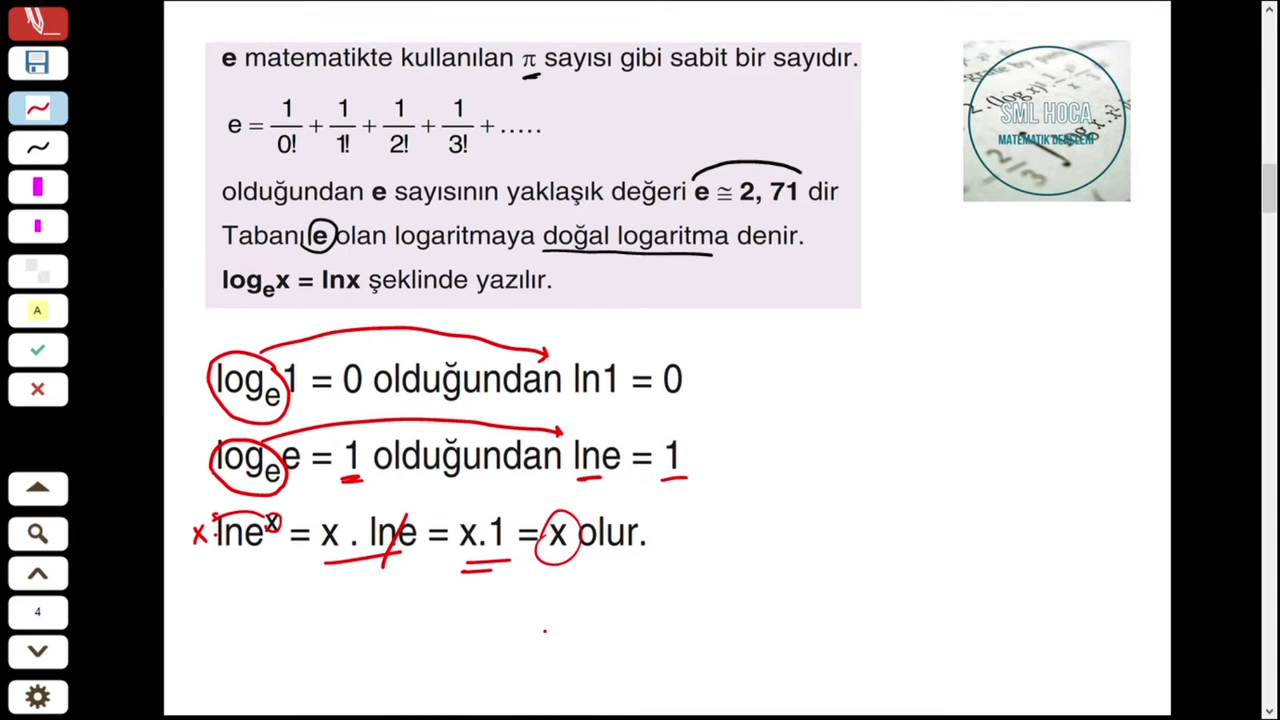 e matematikte kullanılan π sayısı gibi sabit bir sayıdır.
e = 1/0! + 1/1! + 1/2! + 1/3! + .....
olduğundan e sayısının yaklaşık değeri e ≅ 2, 71 dir
Tabanı e olan logaritmaya doğal logaritma denir.
logₑx = lnx şeklinde yazılır.
SML HOCA
MATEMATİK DERSLERİ
logₑ1 = 0 olduğundan ln1 = 0
logₑe = 1 olduğundan lne = 1
x lneˣ = x . lne = x.1 = x olur.
A
4